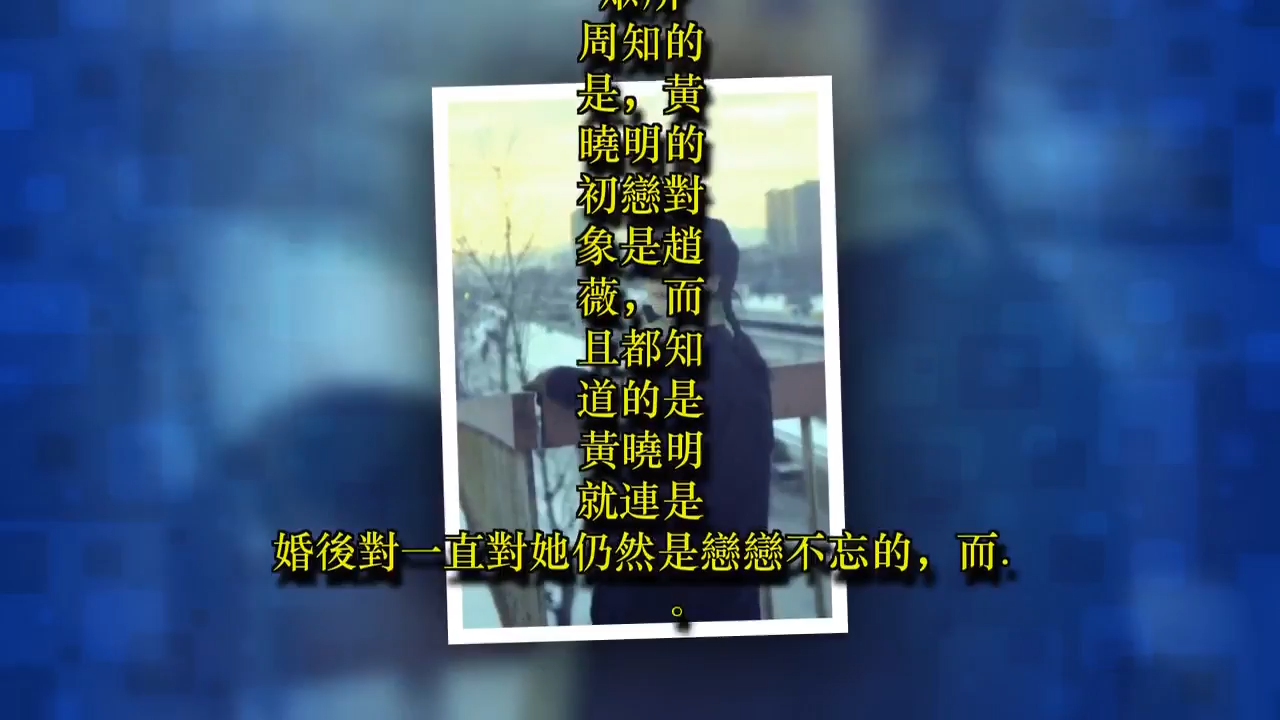 周知的
是，黃
曉明的
初戀對
象是趙
薇，而
且都知
道的是
黃曉明
就連是
婚後對一直對她仍然是戀戀不忘的，而.
。